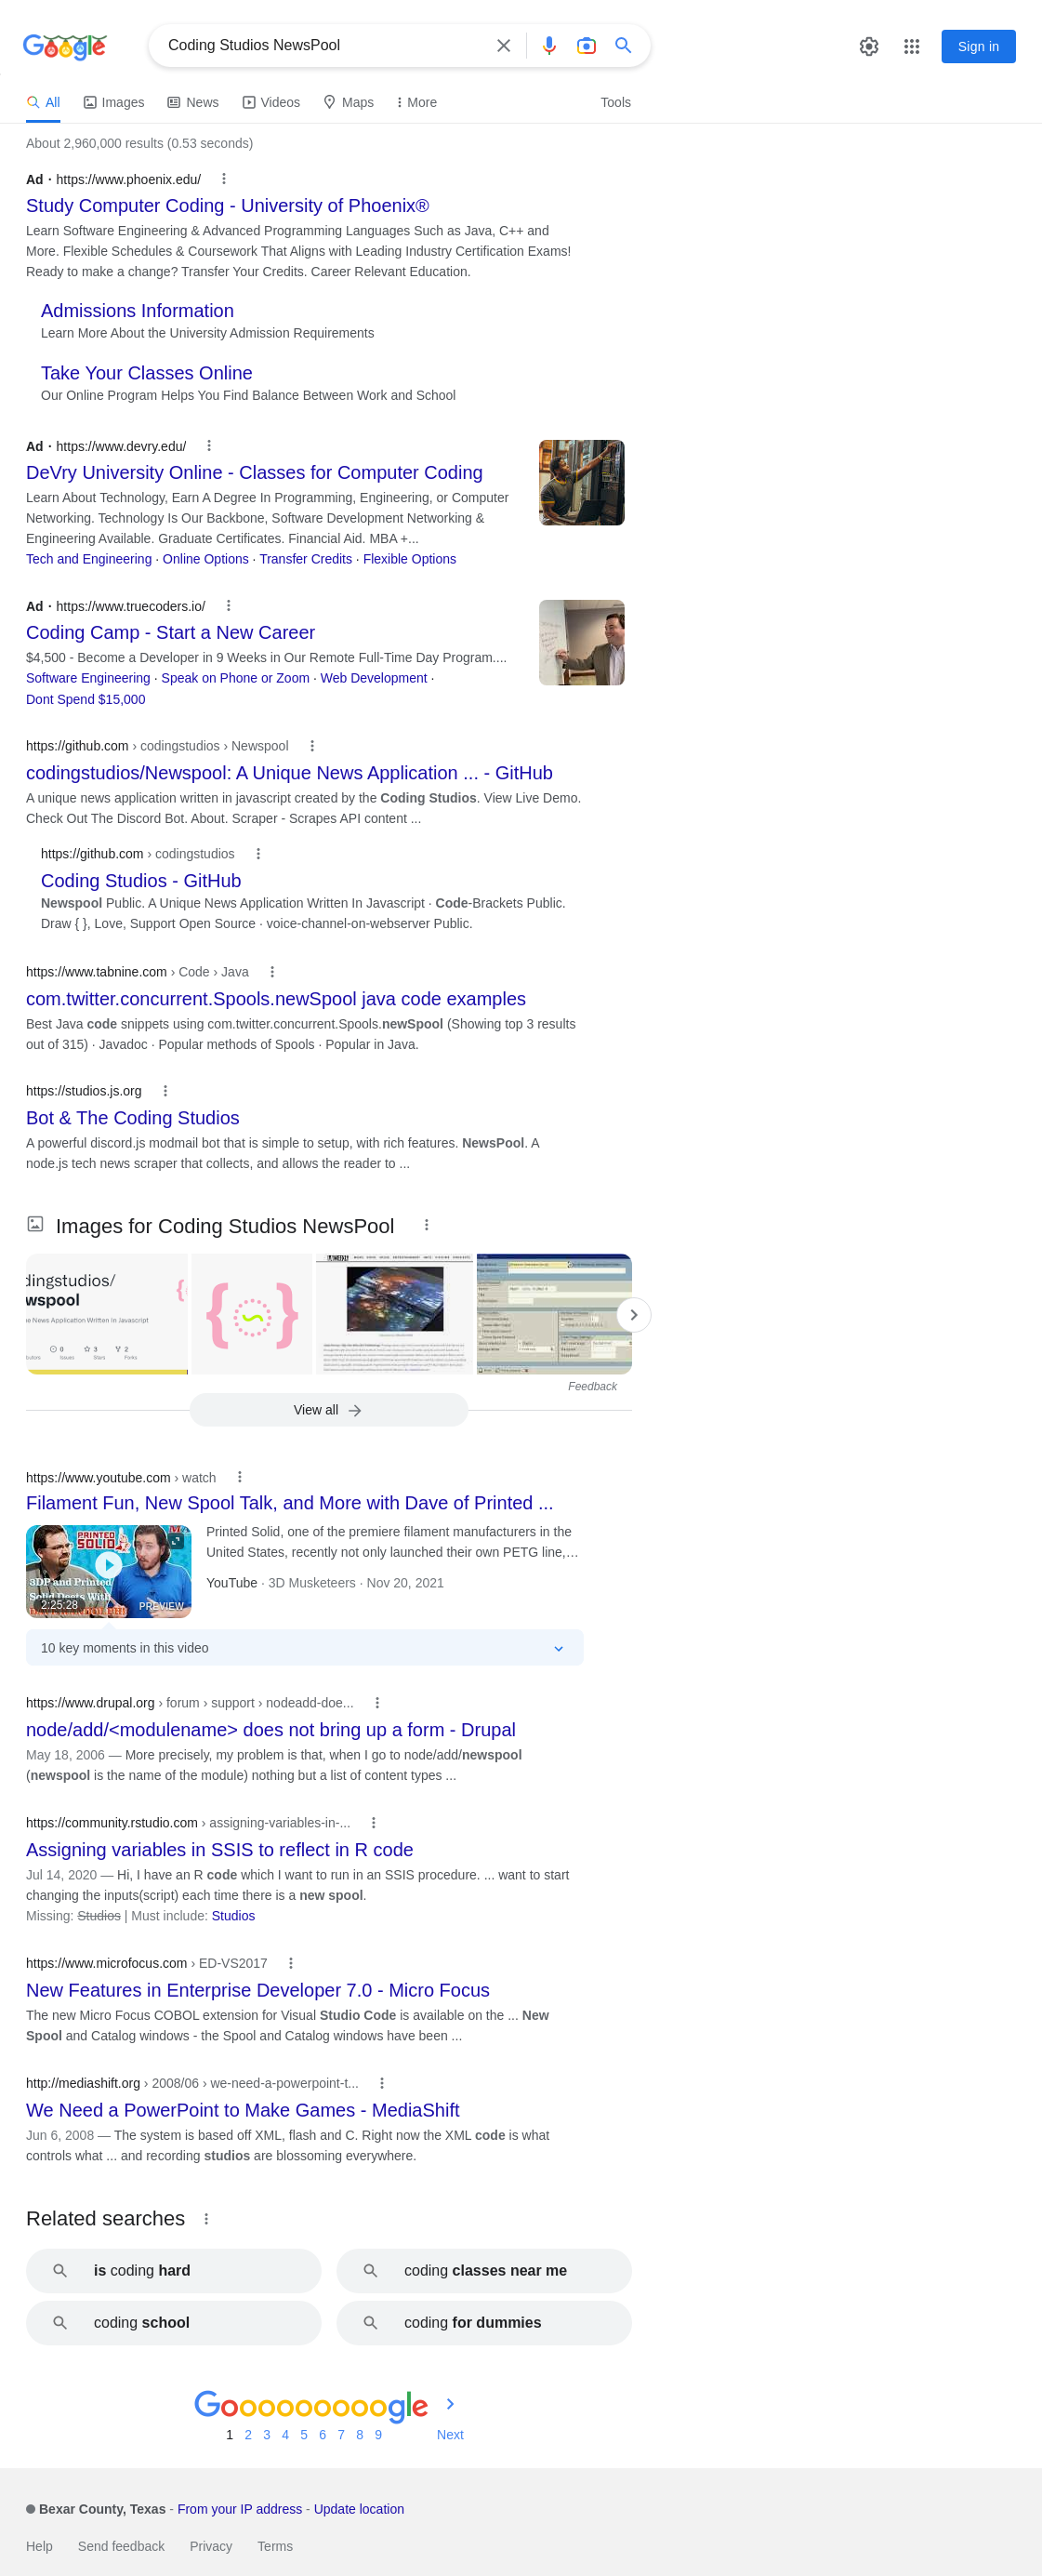 Google
Coding Studios NewsPool
Sign in
All
Images
News
Videos
Maps
More
Tools
About 2,960,000 results (0.53 seconds)
Ad · https://www.phoenix.edu/
Study Computer Coding - University of Phoenix®
Learn Software Engineering & Advanced Programming Languages Such as Java, C++ and
More. Flexible Schedules & Coursework That Aligns with Leading Industry Certification Exams!
Ready to make a change? Transfer Your Credits. Career Relevant Education.
Admissions Information
Learn More About the University Admission Requirements
Take Your Classes Online
Our Online Program Helps You Find Balance Between Work and School
Ad · https://www.devry.edu/
DeVry University Online - Classes for Computer Coding
Learn About Technology, Earn A Degree In Programming, Engineering, or Computer
Networking. Technology Is Our Backbone, Software Development Networking &
Engineering Available. Graduate Certificates. Financial Aid. MBA +...
Tech and Engineering · Online Options · Transfer Credits · Flexible Options
Ad · https://www.truecoders.io/
Coding Camp - Start a New Career
$4,500 - Become a Developer in 9 Weeks in Our Remote Full-Time Day Program....
Software Engineering · Speak on Phone or Zoom · Web Development ·
Dont Spend $15,000
https://github.com › codingstudios › Newspool
codingstudios/Newspool: A Unique News Application ... - GitHub
A unique news application written in javascript created by the Coding Studios. View Live Demo.
Check Out The Discord Bot. About. Scraper - Scrapes API content ...
https://github.com › codingstudios
Coding Studios - GitHub
Newspool Public. A Unique News Application Written In Javascript · Code-Brackets Public.
Draw { }, Love, Support Open Source · voice-channel-on-webserver Public.
https://www.tabnine.com › Code › Java
com.twitter.concurrent.Spools.newSpool java code examples
Best Java code snippets using com.twitter.concurrent.Spools.newSpool (Showing top 3 results
out of 315) · Javadoc · Popular methods of Spools · Popular in Java.
https://studios.js.org
Bot & The Coding Studios
A powerful discord.js modmail bot that is simple to setup, with rich features. NewsPool. A
node.js tech news scraper that collects, and allows the reader to ...
Images for Coding Studios NewsPool
dingstudios/
wspool
e News Application Written In Javascript
0 3 2
Issues Stars Forks
Feedback
View all
https://www.youtube.com › watch
Filament Fun, New Spool Talk, and More with Dave of Printed ...
PRINTED
SOLID
3DP and Printed
Solid Deets With
2:25:28
PREVIEW
Printed Solid, one of the premiere filament manufacturers in the
United States, recently not only launched their own PETG line,…
YouTube · 3D Musketeers · Nov 20, 2021
10 key moments in this video
https://www.drupal.org › forum › support › nodeadd-doe...
node/add/<modulename> does not bring up a form - Drupal
May 18, 2006 — More precisely, my problem is that, when I go to node/add/newspool
(newspool is the name of the module) nothing but a list of content types ...
https://community.rstudio.com › assigning-variables-in-...
Assigning variables in SSIS to reflect in R code
Jul 14, 2020 — Hi, I have an R code which I want to run in an SSIS procedure. ... want to start
changing the inputs(script) each time there is a new spool.
Missing: Studios | Must include: Studios
https://www.microfocus.com › ED-VS2017
New Features in Enterprise Developer 7.0 - Micro Focus
The new Micro Focus COBOL extension for Visual Studio Code is available on the ... New
Spool and Catalog windows - the Spool and Catalog windows have been ...
http://mediashift.org › 2008/06 › we-need-a-powerpoint-t...
We Need a PowerPoint to Make Games - MediaShift
Jun 6, 2008 — The system is based off XML, flash and C. Right now the XML code is what
controls what ... and recording studios are blossoming everywhere.
Related searches
is coding hard
coding classes near me
coding school
coding for dummies
Gooooooooogle
1 2 3 4 5 6 7 8 9 Next
Bexar County, Texas - From your IP address - Update location
Help Send feedback Privacy Terms